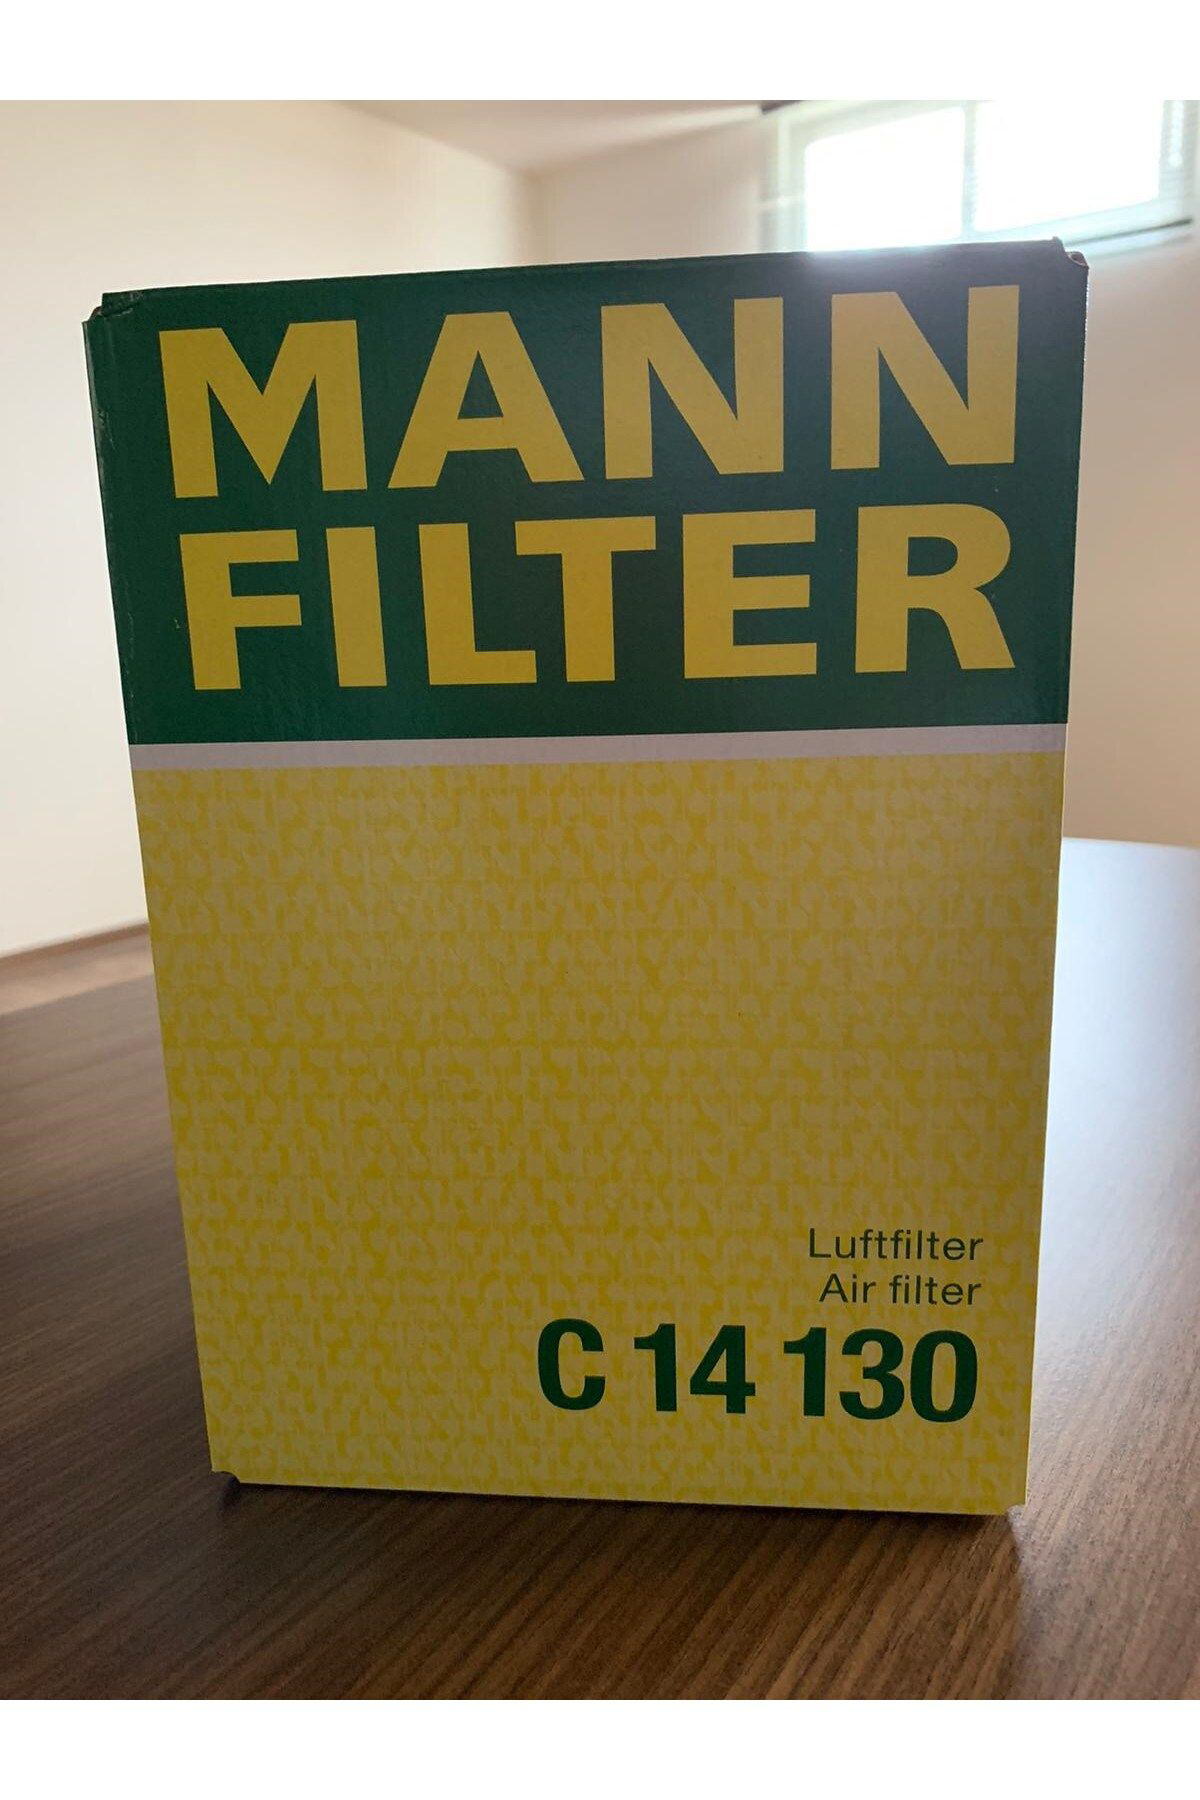 MANN
FILTER
Luftfilter
Air filter
C 14 130